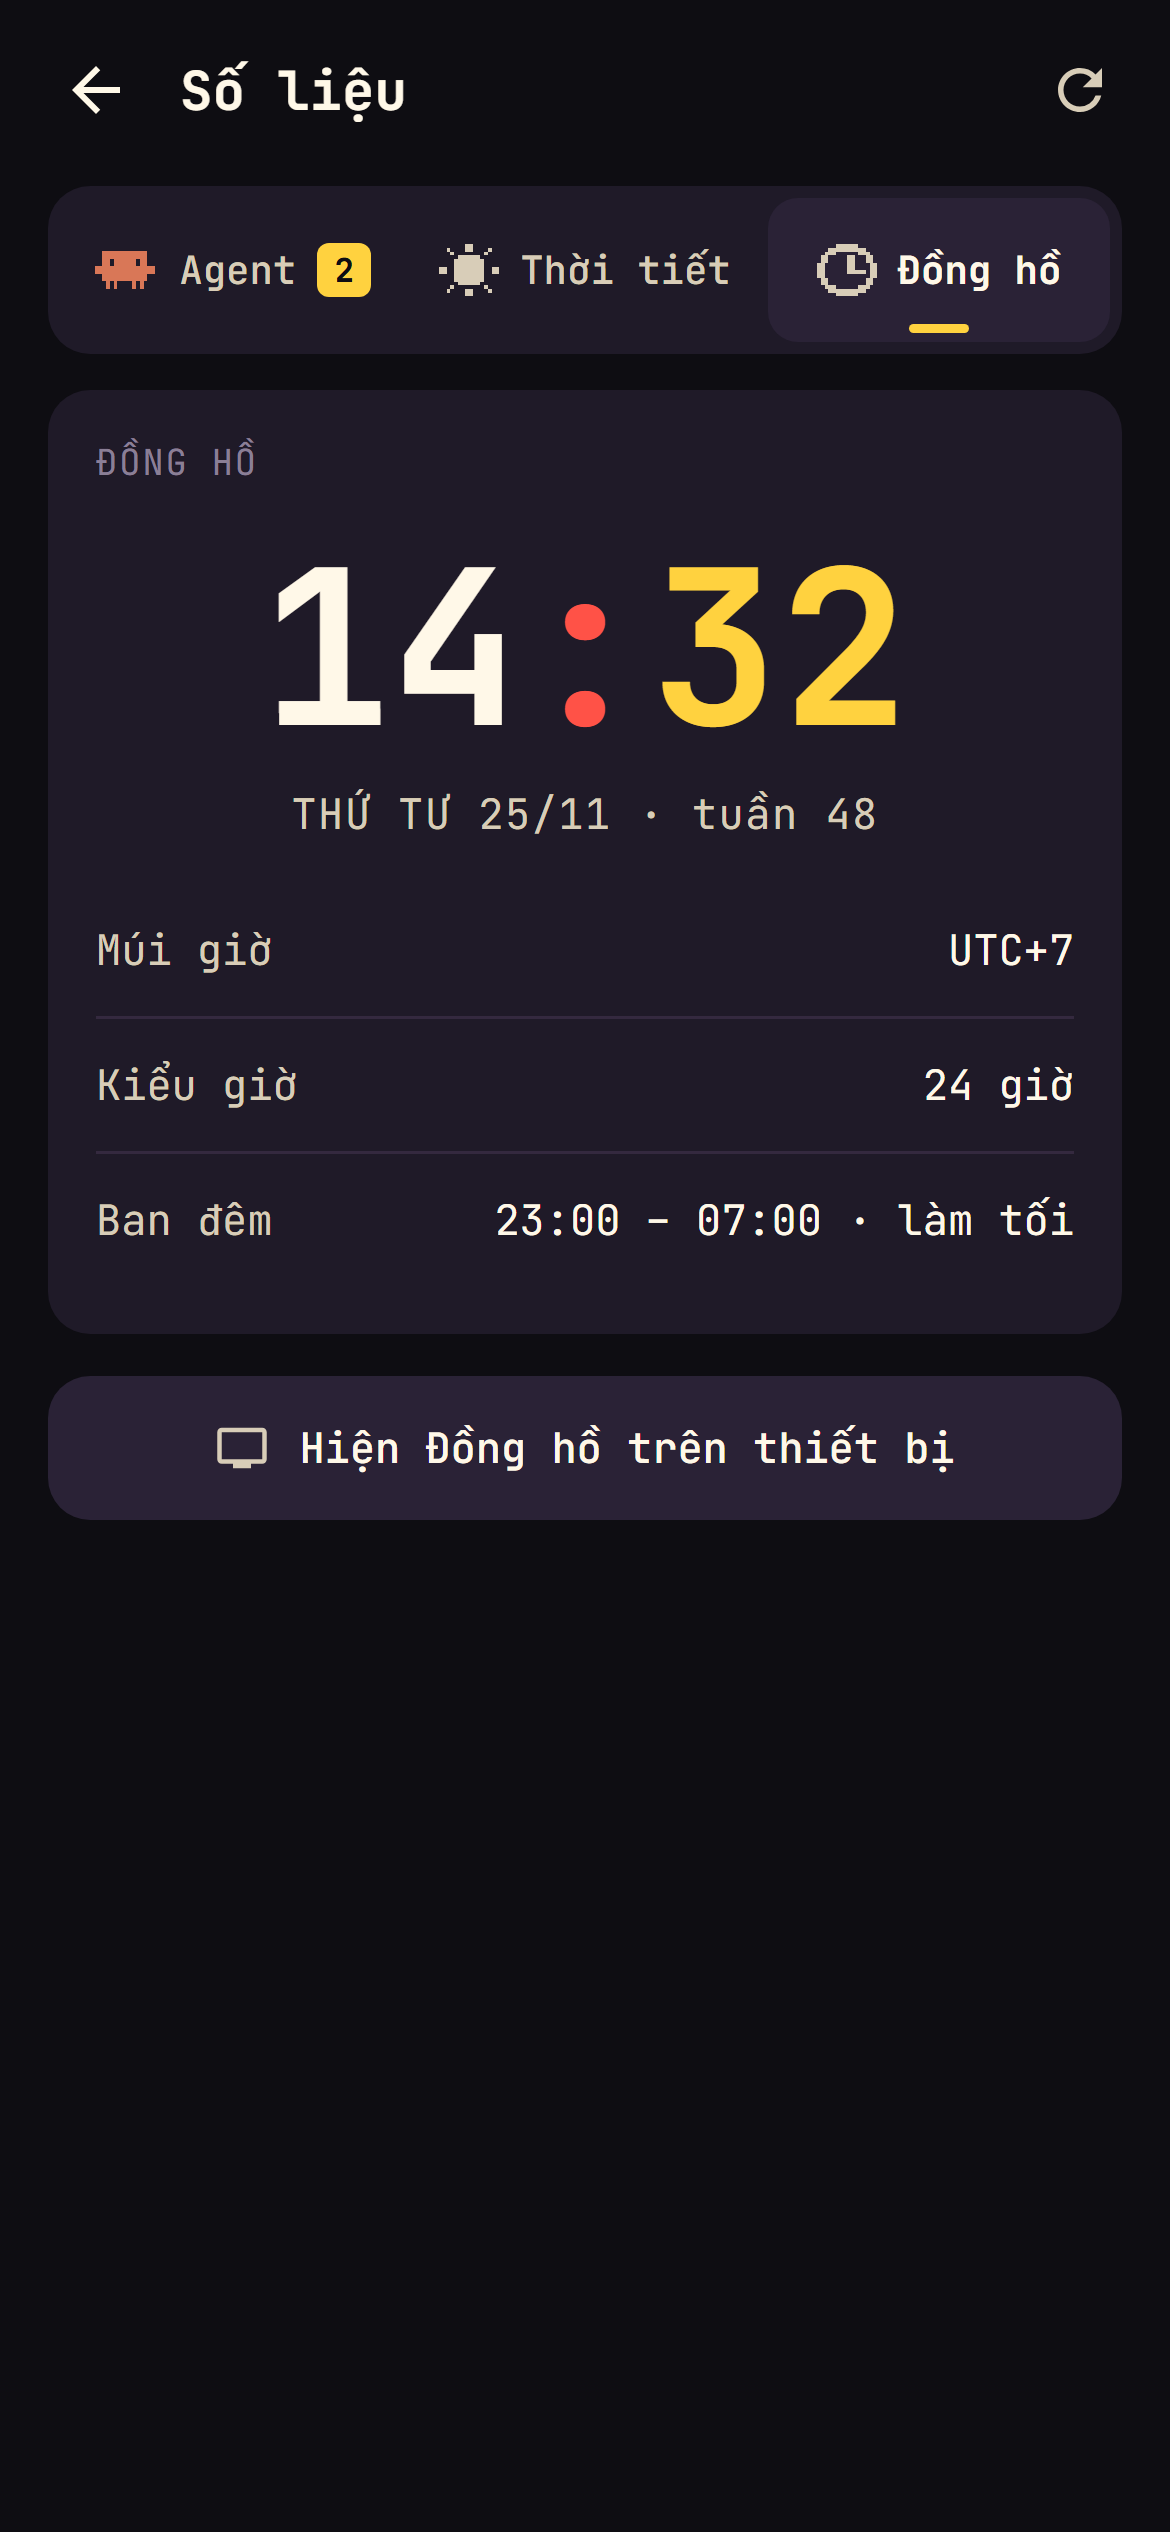 Số liệu
Agent 2 Thời tiết Đồng hồ
ĐỒNG HỒ
14:32
THỨ TƯ 25/11 · tuần 48
Múi giờ UTC+7
Kiểu giờ 24 giờ
Ban đêm 23:00 – 07:00 · làm tối
Hiện Đồng hồ trên thiết bị